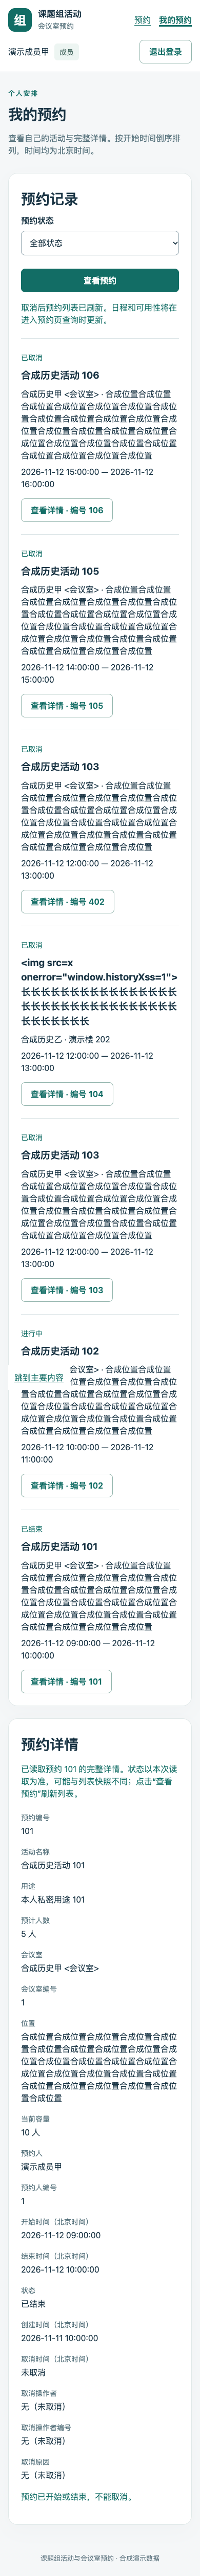 组
课题组活动
会议室预约
预约
我的预约
演示成员甲
成员
退出登录
个人安排
我的预约
查看自己的活动与完整详情。按开始时间倒序排
列，时间均为北京时间。
预约记录
预约状态
全部状态
查看预约
取消后预约列表已刷新。日程和可用性将在
进入预约页查询时更新。
已取消
合成历史活动 106
合成历史甲 <会议室> · 合成位置合成位置
合成位置合成位置合成位置合成位置合成位
置合成位置合成位置合成位置合成位置合成
位置合成位置合成位置合成位置合成位置合
成位置合成位置合成位置合成位置合成位置
合成位置合成位置合成位置合成位置
2026-11-12 15:00:00 — 2026-11-12
16:00:00
查看详情 · 编号 106
已取消
合成历史活动 105
合成历史甲 <会议室> · 合成位置合成位置
合成位置合成位置合成位置合成位置合成位
置合成位置合成位置合成位置合成位置合成
位置合成位置合成位置合成位置合成位置合
成位置合成位置合成位置合成位置合成位置
合成位置合成位置合成位置合成位置
2026-11-12 14:00:00 — 2026-11-12
15:00:00
查看详情 · 编号 105
已取消
合成历史活动 103
合成历史甲 <会议室> · 合成位置合成位置
合成位置合成位置合成位置合成位置合成位
置合成位置合成位置合成位置合成位置合成
位置合成位置合成位置合成位置合成位置合
成位置合成位置合成位置合成位置合成位置
合成位置合成位置合成位置合成位置
2026-11-12 12:00:00 — 2026-11-12
13:00:00
查看详情 · 编号 402
已取消
<img src=x
onerror="window.historyXss=1">
长长长长长长长长长长长长长长长长
长长长长长长长长长长长长长长长长
长长长长长长长
合成历史乙 · 演示楼 202
2026-11-12 12:00:00 — 2026-11-12
13:00:00
查看详情 · 编号 104
已取消
合成历史活动 103
合成历史甲 <会议室> · 合成位置合成位置
合成位置合成位置合成位置合成位置合成位
置合成位置合成位置合成位置合成位置合成
位置合成位置合成位置合成位置合成位置合
成位置合成位置合成位置合成位置合成位置
合成位置合成位置合成位置合成位置
2026-11-12 12:00:00 — 2026-11-12
13:00:00
查看详情 · 编号 103
进行中
合成历史活动 102
会议室> · 合成位置合成位置
跳到主要内容
位置合成位置合成位置合成位
置合成位置合成位置合成位置合成位置合成
位置合成位置合成位置合成位置合成位置合
成位置合成位置合成位置合成位置合成位置
合成位置合成位置合成位置合成位置
2026-11-12 10:00:00 — 2026-11-12
11:00:00
查看详情 · 编号 102
已结束
合成历史活动 101
合成历史甲 <会议室> · 合成位置合成位置
合成位置合成位置合成位置合成位置合成位
置合成位置合成位置合成位置合成位置合成
位置合成位置合成位置合成位置合成位置合
成位置合成位置合成位置合成位置合成位置
合成位置合成位置合成位置合成位置
2026-11-12 09:00:00 — 2026-11-12
10:00:00
查看详情 · 编号 101
预约详情
已读取预约 101 的完整详情。状态以本次读
取为准，可能与列表快照不同；点击“查看
预约”刷新列表。
预约编号
101
活动名称
合成历史活动 101
用途
本人私密用途 101
预计人数
5 人
会议室
合成历史甲 <会议室>
会议室编号
1
位置
合成位置合成位置合成位置合成位置合成位
置合成位置合成位置合成位置合成位置合成
位置合成位置合成位置合成位置合成位置合
成位置合成位置合成位置合成位置合成位置
合成位置合成位置合成位置合成位置合成位
置合成位置
当前容量
10 人
预约人
演示成员甲
预约人编号
1
开始时间（北京时间）
2026-11-12 09:00:00
结束时间（北京时间）
2026-11-12 10:00:00
状态
已结束
创建时间（北京时间）
2026-11-11 10:00:00
取消时间（北京时间）
未取消
取消操作者
无（未取消）
取消操作者编号
无（未取消）
取消原因
无（未取消）
预约已开始或结束，不能取消。
课题组活动与会议室预约 · 合成演示数据